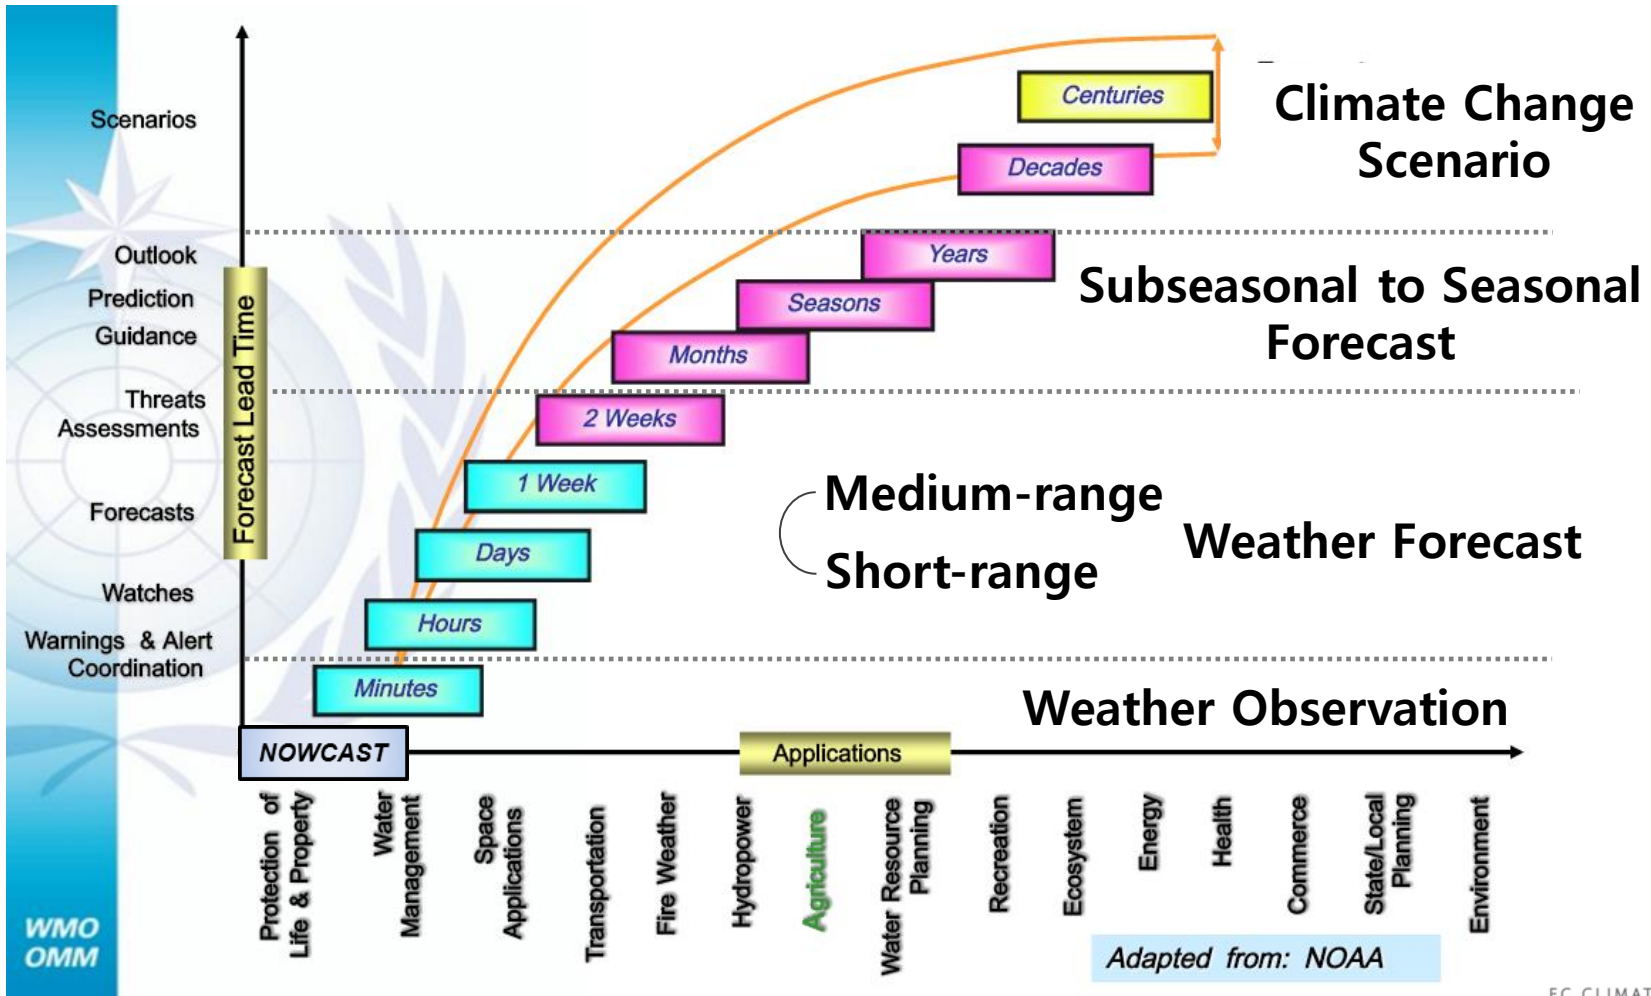 Scenarios
Outlook
Prediction
Guidance
Threats
Assessments
Forecasts
Watches
Warnings & Alert
Coordination
Forecast Lead Time
Centuries
Decades
Years
Seasons
Months
2 Weeks
1 Week
Days
Hours
Minutes
NOWCAST
Climate Change
Scenario
Subseasonal to Seasonal
Forecast
Medium-range
Short-range
Weather Forecast
Weather Observation
Applications
Protection of
Life & Property
Water
Management
Space
Applications
Transportation
Fire Weather
Hydropower
Agriculture
Water Resource
Planning
Recreation
Ecosystem
Energy
Health
Commerce
State/Local
Planning
Environment
WMO
OMM
Adapted from: NOAA